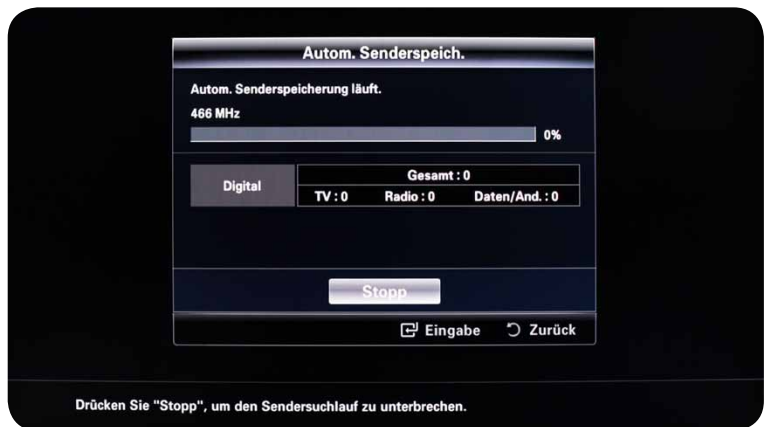 Autom. Senderspeich.
Autom. Senderspeicherung läuft.
466 MHz
0%
Digital
Gesamt : 0
TV : 0 Radio : 0 Daten/And. : 0
Stopp
Eingabe Zurück
Drücken Sie "Stopp", um den Sendersuchlauf zu unterbrechen.